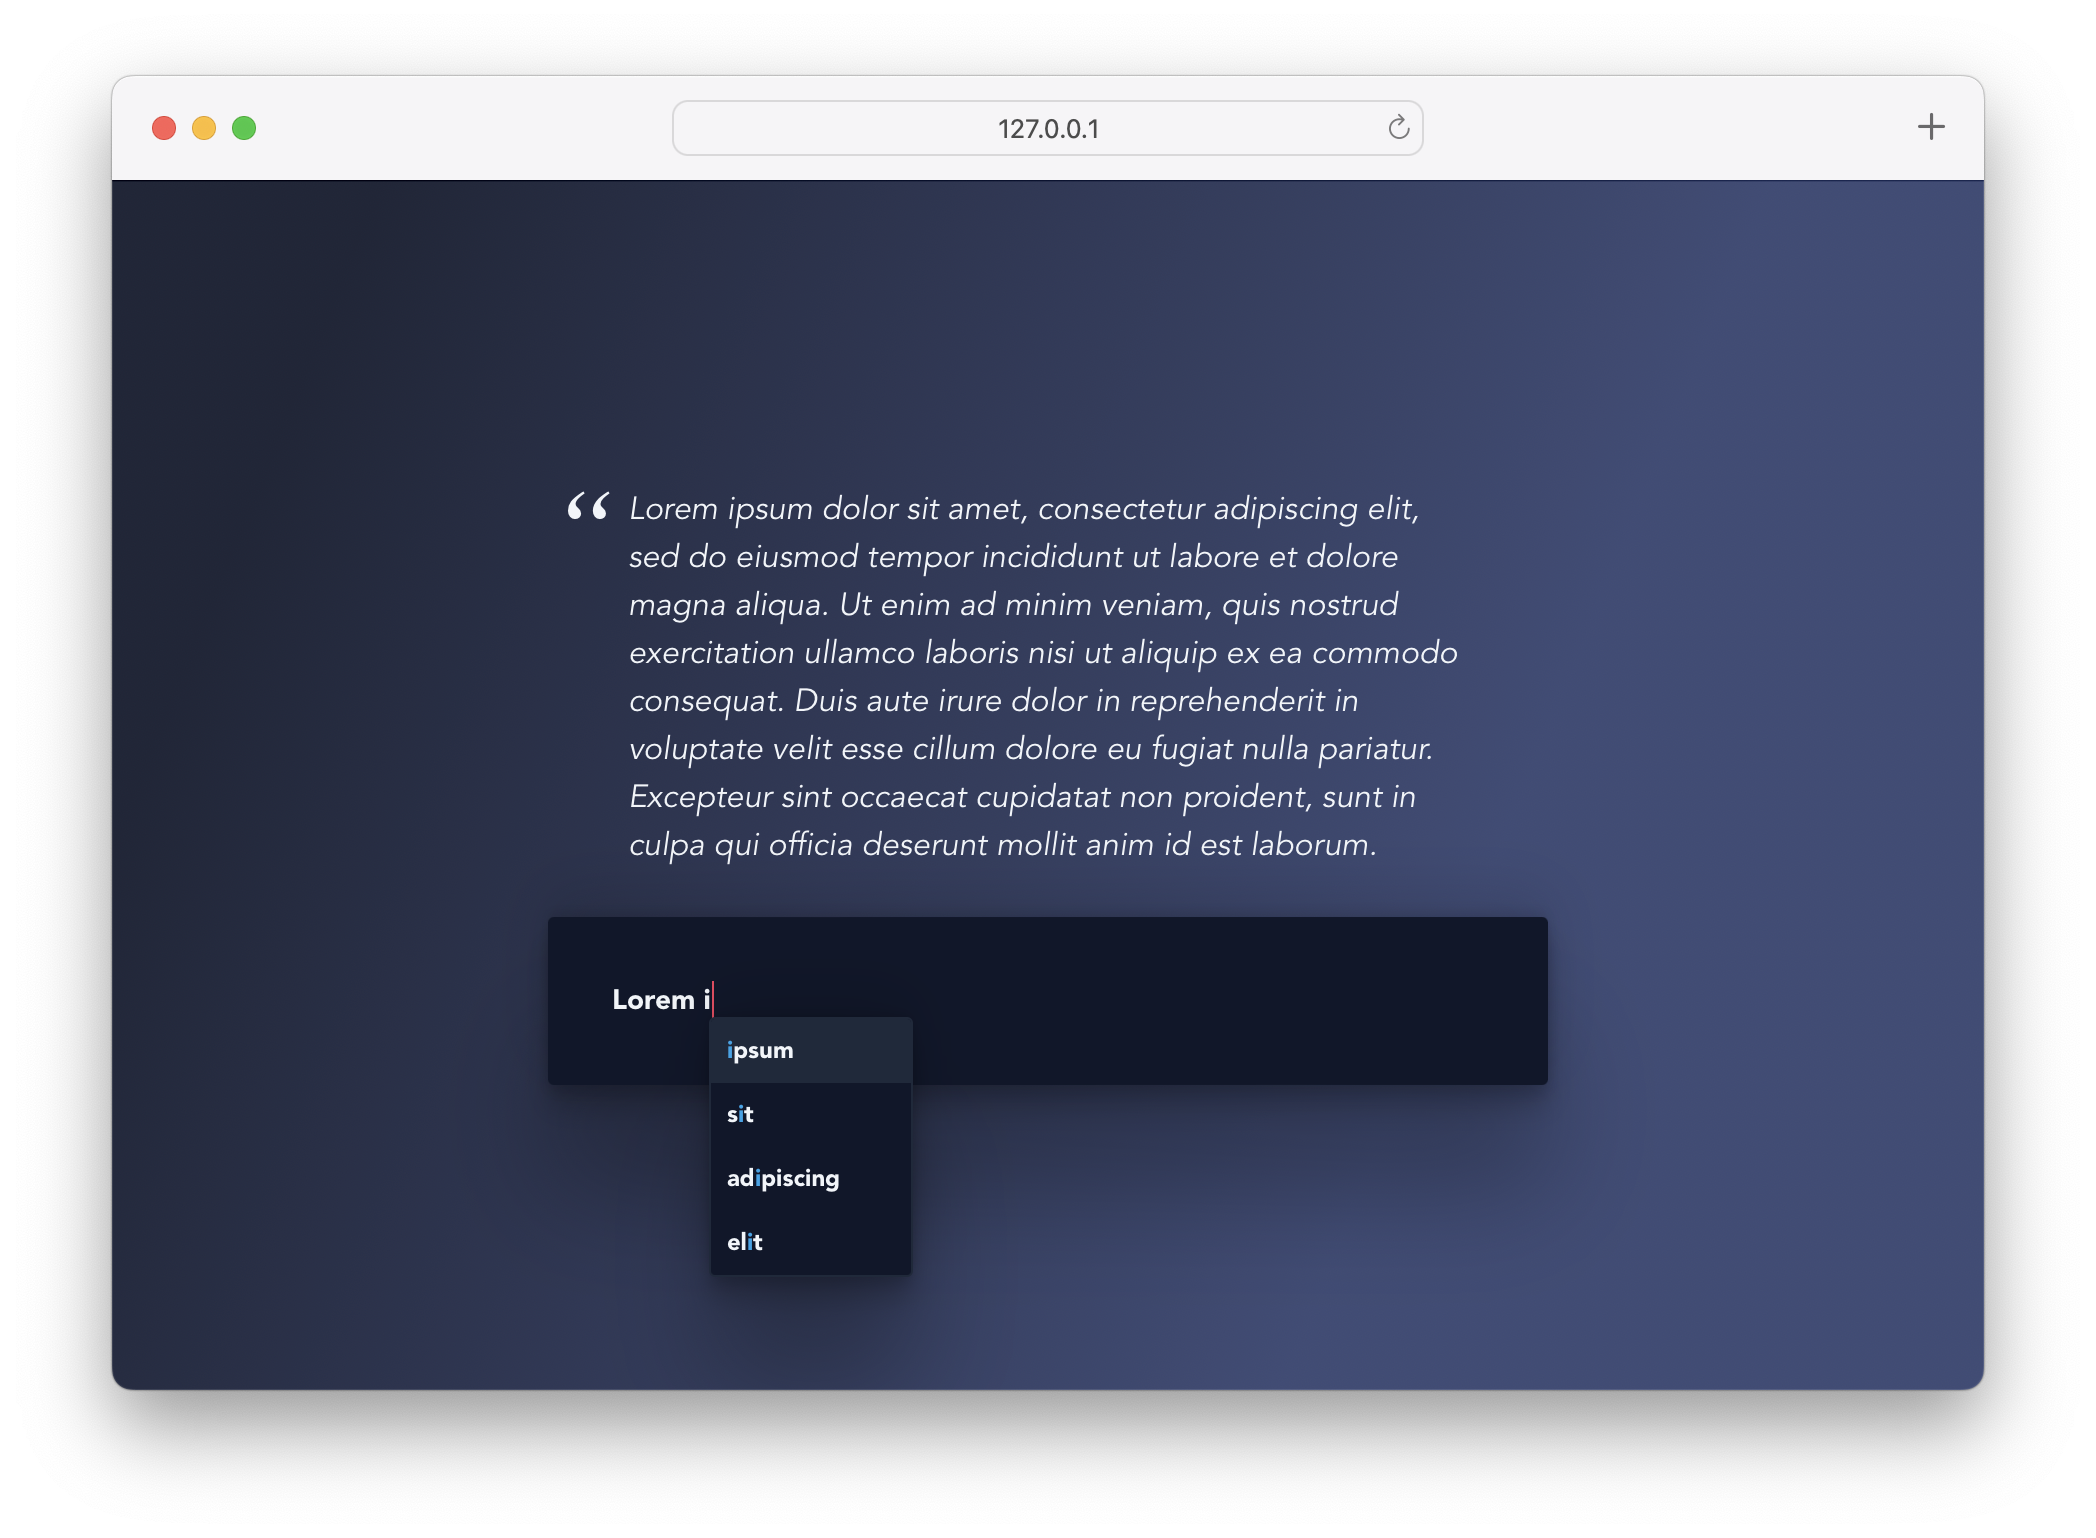 127.0.0.1
“ Lorem ipsum dolor sit amet, consectetur adipiscing elit,
sed do eiusmod tempor incididunt ut labore et dolore
magna aliqua. Ut enim ad minim veniam, quis nostrud
exercitation ullamco laboris nisi ut aliquip ex ea commodo
consequat. Duis aute irure dolor in reprehenderit in
voluptate velit esse cillum dolore eu fugiat nulla pariatur.
Excepteur sint occaecat cupidatat non proident, sunt in
culpa qui officia deserunt mollit anim id est laborum.
Lorem i
ipsum
sit
adipiscing
elit